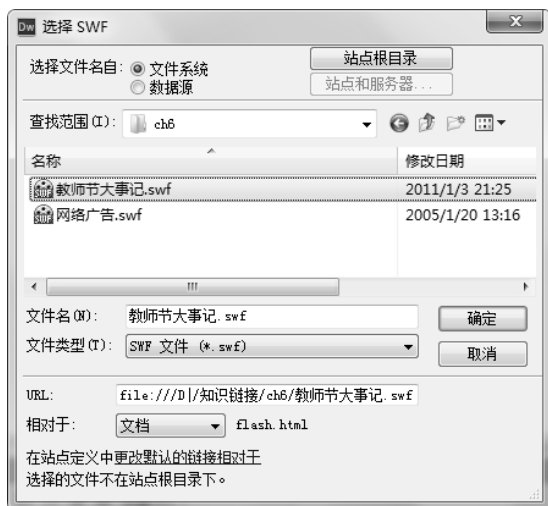 Dw 选择 SWF
选择文件名自: 文件系统 站点根目录
数据源 站点和服务器...
查找范围(I): ch6
名称 修改日期
教师节大事记.swf 2011/1/3 21:25
网络广告.swf 2005/1/20 13:16
文件名(N): 教师节大事记.swf 确定
文件类型(T): SWF 文件 (*.swf) 取消
URL: file:///D|/知识链接/ch6/教师节大事记.swf
相对于: 文档 flash.html
在站点定义中更改默认的链接相对于
选择的文件不在站点根目录下。